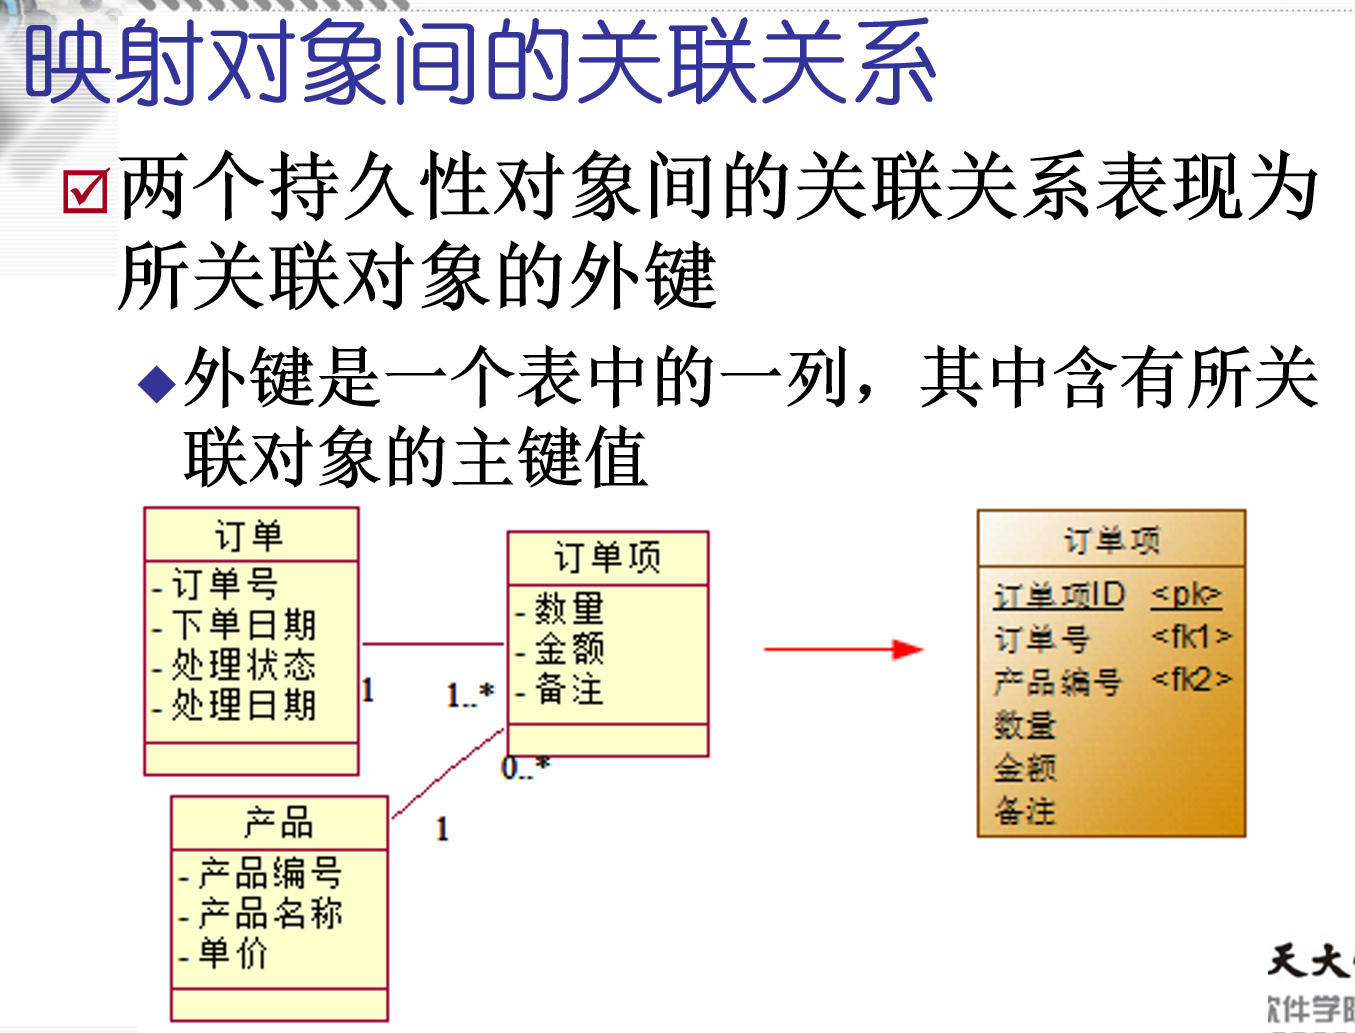 映射对象间的关联关系
两个持久性对象间的关联关系表现为
所关联对象的外键
外键是一个表中的一列，其中含有所关
联对象的主键值
订单
- 订单号
- 下单日期
- 处理状态
- 处理日期
1
1..*
订单项
- 数量
- 金额
- 备注
0..*
1
产品
- 产品编号
- 产品名称
- 单价
订单项
订单项ID <pk>
订单号 <fk1>
产品编号 <fk2>
数量
金额
备注
天大
软件学院